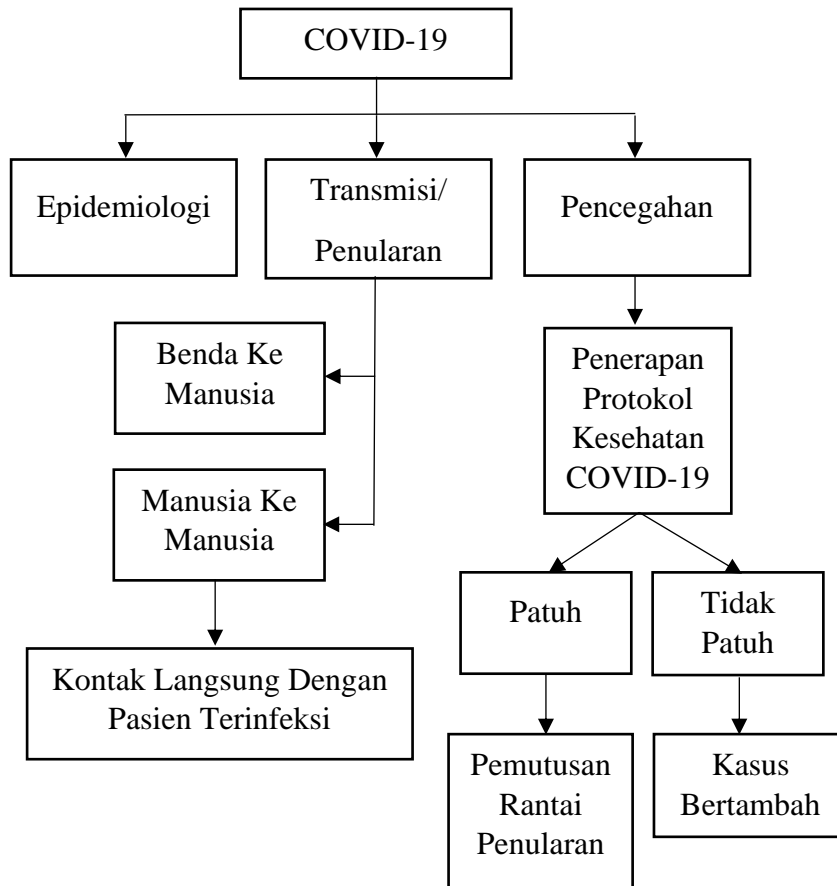 COVID-19
Epidemiologi
Transmisi/
Penularan
Pencegahan
Benda Ke
Manusia
Penerapan
Protokol
Kesehatan
COVID-19
Manusia Ke
Manusia
Patuh
Tidak
Patuh
Kontak Langsung Dengan
Pasien Terinfeksi
Pemutusan
Rantai
Penularan
Kasus
Bertambah